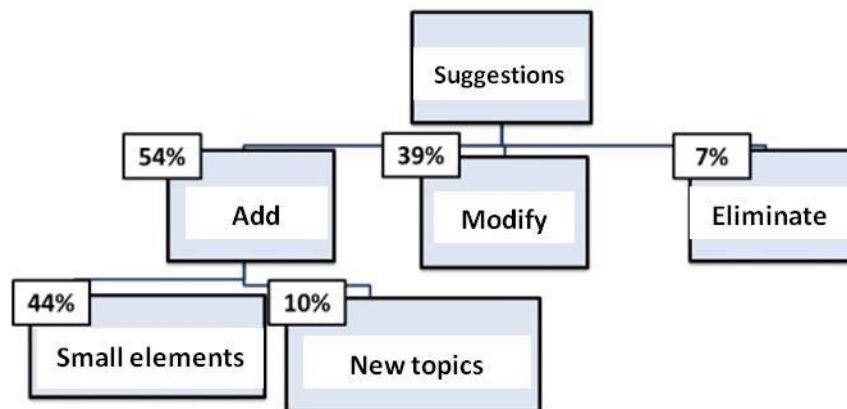 Suggestions
54%
39%
7%
Add
Modify
Eliminate
44%
10%
Small elements
New topics